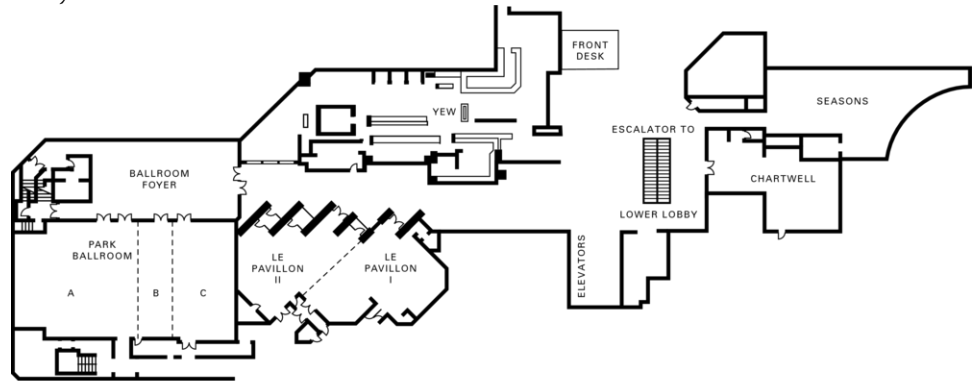 FRONT
DESK
SEASONS
YEW
ESCALATOR TO
BALLROOM
FOYER
CHARTWELL
LOWER LOBBY
PARK
BALLROOM
LE
PAVILLON
II
LE
PAVILLON
I
ELEVATORS
A
B
C